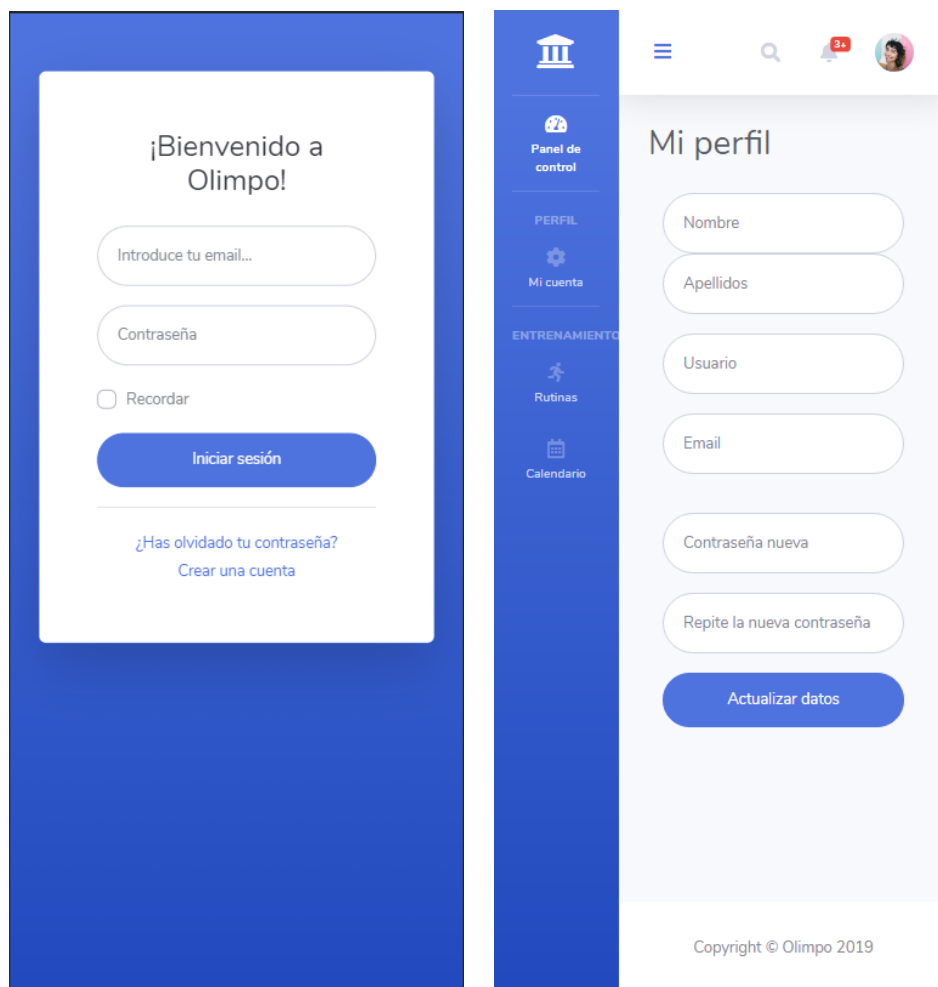 ¡Bienvenido a
Olimpo!
Introduce tu email...
Contraseña
Recordar
Iniciar sesión
¿Has olvidado tu contraseña?
Crear una cuenta
3+
Panel de
control
PERFIL
Mi cuenta
ENTRENAMIENTO
Rutinas
Calendario
Mi perfil
Nombre
Apellidos
Usuario
Email
Contraseña nueva
Repite la nueva contraseña
Actualizar datos
Copyright © Olimpo 2019